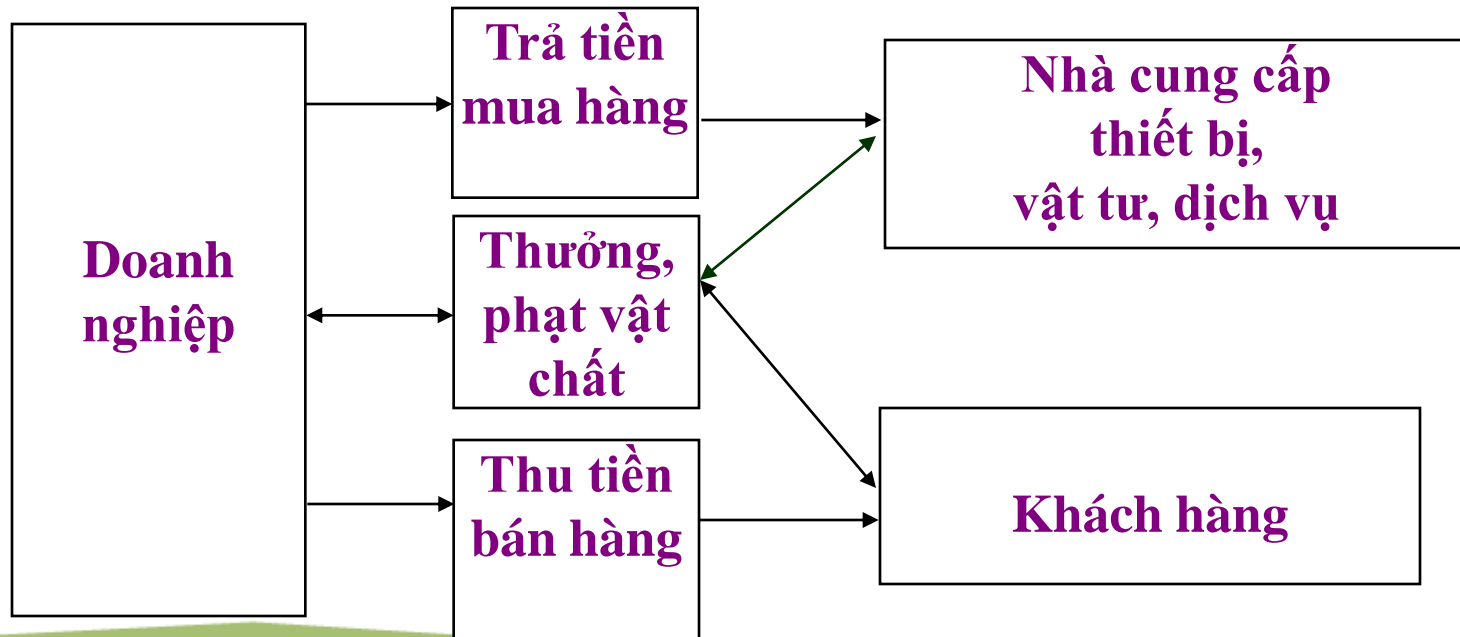 Doanh
nghiệp
Trả tiền
mua hàng
Thưởng,
phạt vật
chất
Thu tiền
bán hàng
Nhà cung cấp
thiết bị,
vật tư, dịch vụ
Khách hàng